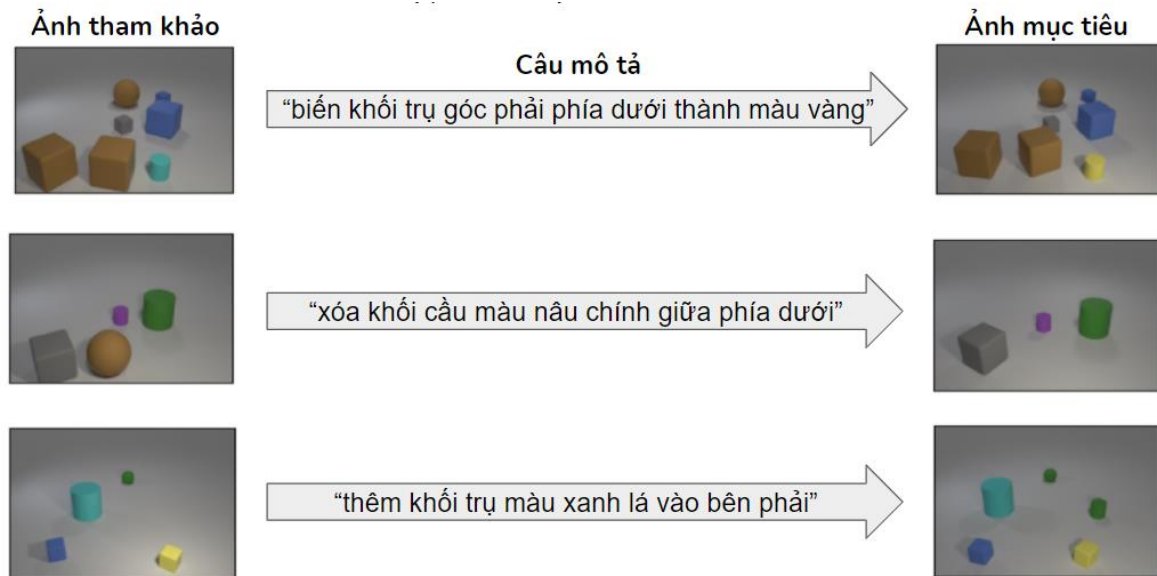 Ảnh tham khảo
Câu mô tả
Ảnh mục tiêu
“biến khối trụ góc phải phía dưới thành màu vàng”
“xóa khối cầu màu nâu chính giữa phía dưới”
“thêm khối trụ màu xanh lá vào bên phải”